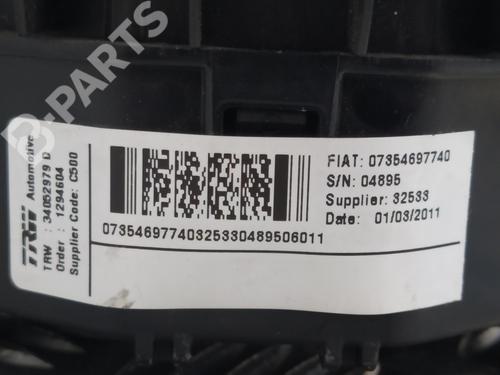 B-PARTS
TRW Automotive
TRW : 34052979 D
Order : 1294604
Supplier Code: C500
FIAT: 07354697740
S/N: 04895
Supplier: 32533
Date: 01/03/2011
07354697740325330489506011